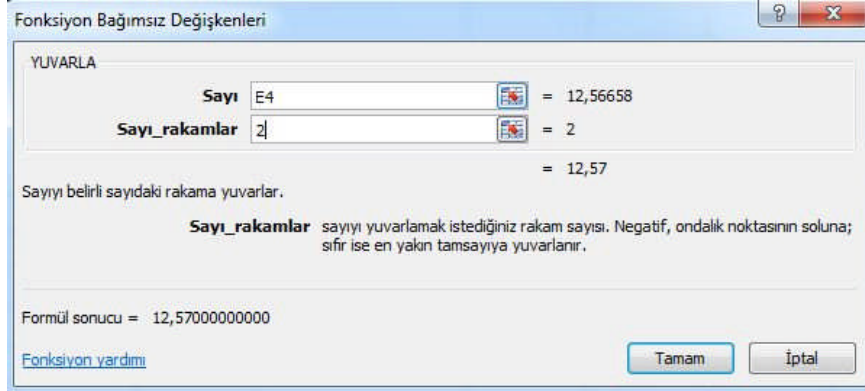 Fonksiyon Bağımsız Değişkenleri
YUVARLA
Sayı E4 = 12,56658
Sayı_rakamlar 2 = 2
= 12,57
Sayıyı belirli sayıdaki rakama yuvarlar.
Sayı_rakamlar sayıyı yuvarlamak istediğiniz rakam sayısı. Negatif, ondalık noktasının soluna;
sıfır ise en yakın tamsayıya yuvarlanır.
Formül sonucu = 12,57000000000
Fonksiyon yardımı Tamam İptal